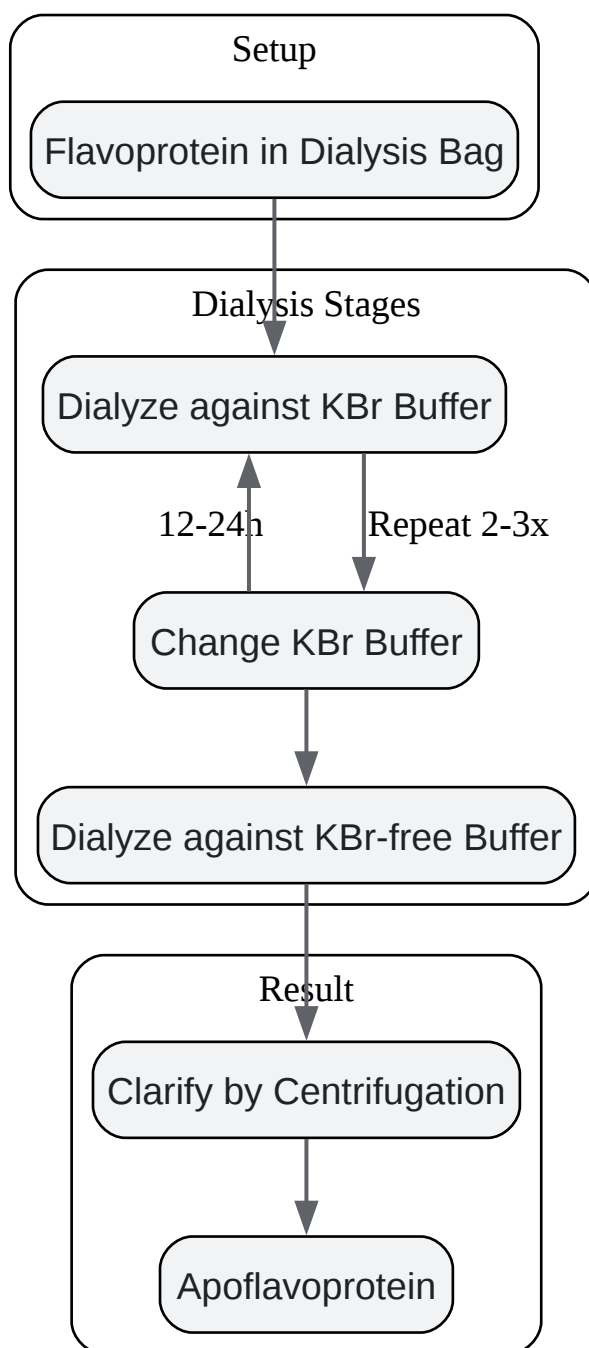 Setup
Flavoprotein in Dialysis Bag
Dialysis Stages
Dialyze against KBr Buffer
12-24h
Repeat 2-3x
Change KBr Buffer
Dialyze against KBr-free Buffer
Result
Clarify by Centrifugation
Apoflavoprotein